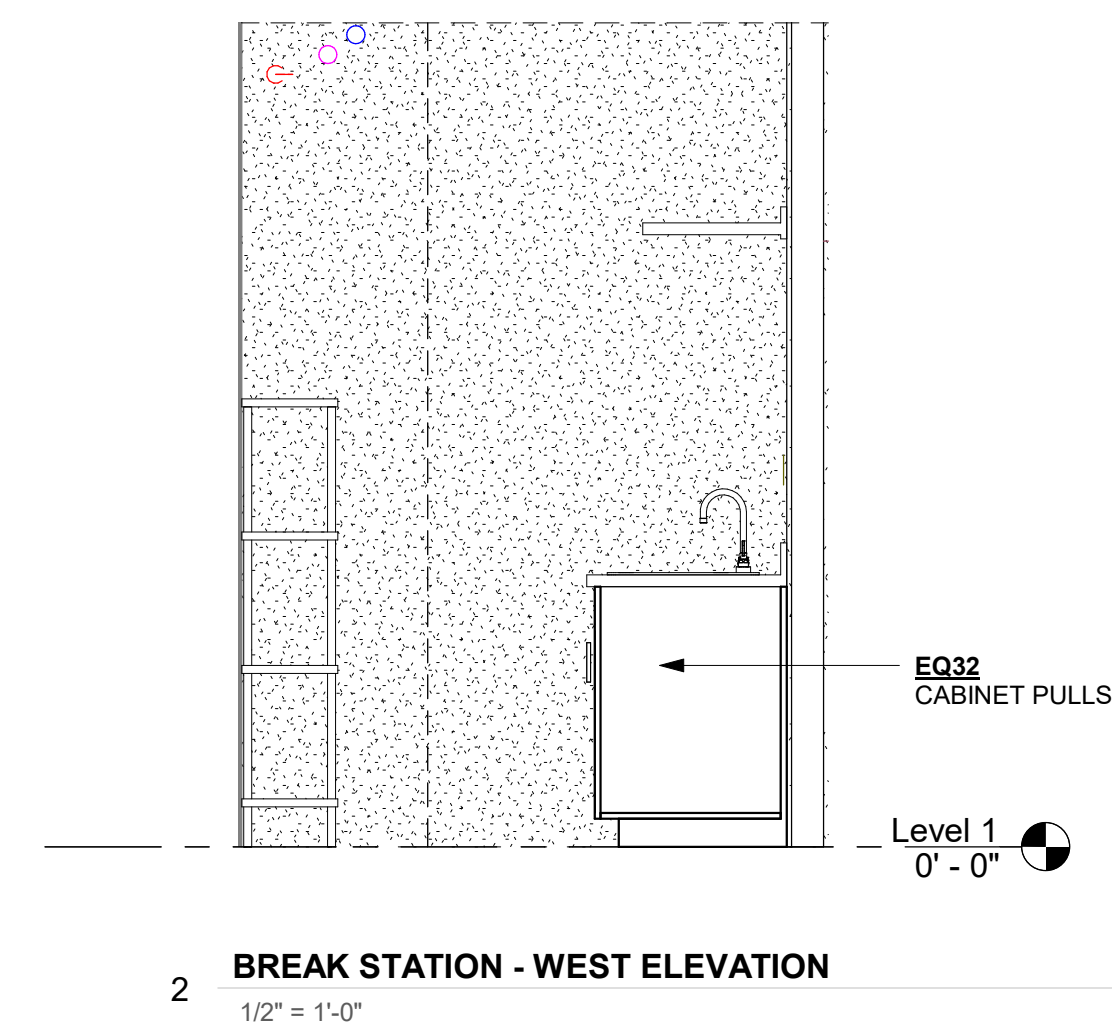 EQ32
CABINET PULLS
Level 1
0' - 0"
2
BREAK STATION - WEST ELEVATION
1/2" = 1'-0"